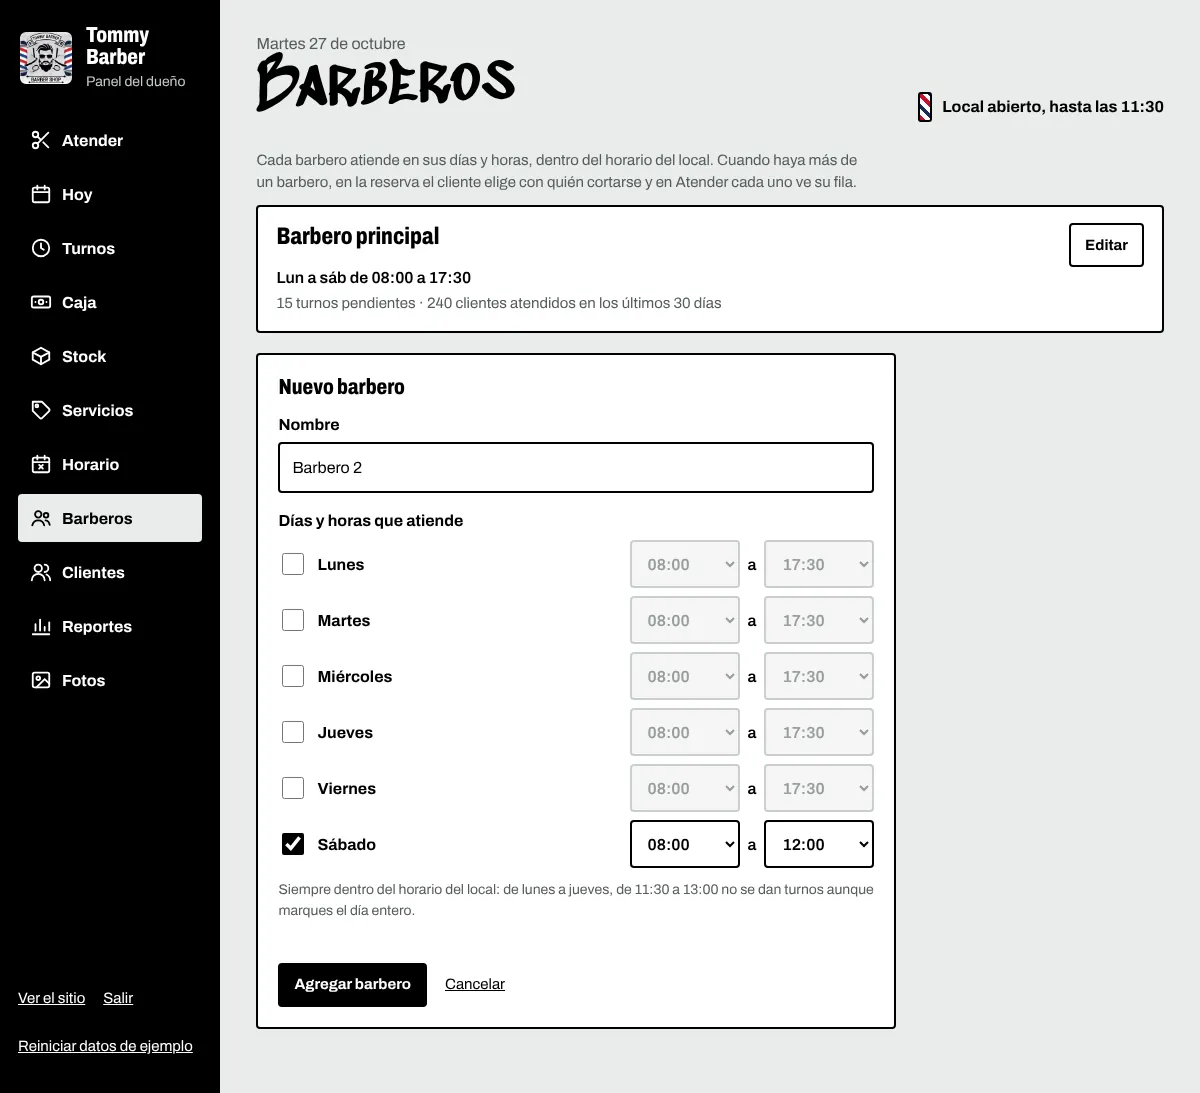 Tommy
Barber
Panel del dueño
Atender
Hoy
Turnos
Caja
Stock
Servicios
Horario
Barberos
Clientes
Reportes
Fotos
Ver el sitio Salir
Reiniciar datos de ejemplo
Martes 27 de octubre
BARBEROS
Local abierto, hasta las 11:30
Cada barbero atiende en sus días y horas, dentro del horario del local. Cuando haya más de
un barbero, en la reserva el cliente elige con quién cortarse y en Atender cada uno ve su fila.
Barbero principal
Editar
Lun a sáb de 08:00 a 17:30
15 turnos pendientes · 240 clientes atendidos en los últimos 30 días
Nuevo barbero
Nombre
Barbero 2
Días y horas que atiende
Lunes 08:00 a 17:30
Martes 08:00 a 17:30
Miércoles 08:00 a 17:30
Jueves 08:00 a 17:30
Viernes 08:00 a 17:30
Sábado 08:00 a 12:00
Siempre dentro del horario del local: de lunes a jueves, de 11:30 a 13:00 no se dan turnos aunque
marques el día entero.
Agregar barbero Cancelar